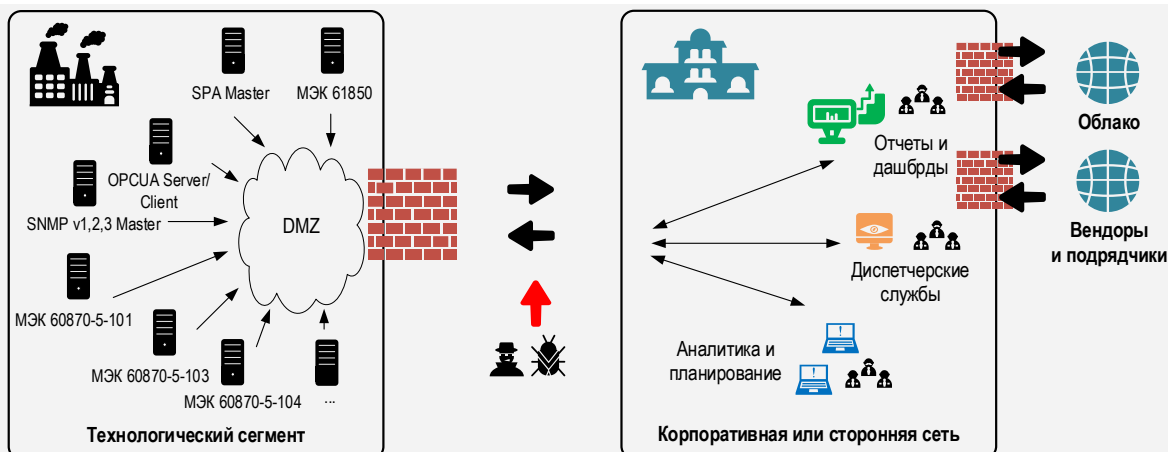 SPA Master
МЭК 61850
OPCUA Server/
Client
SNMP v1,2,3 Master
DMZ
МЭК 60870-5-101
МЭК 60870-5-103
МЭК 60870-5-104
...
Технологический сегмент
Отчеты и
дашбрды
Диспетчерские
службы
Аналитика и
планирование
Корпоративная или сторонняя сеть
Облако
Вендоры
и подрядчики